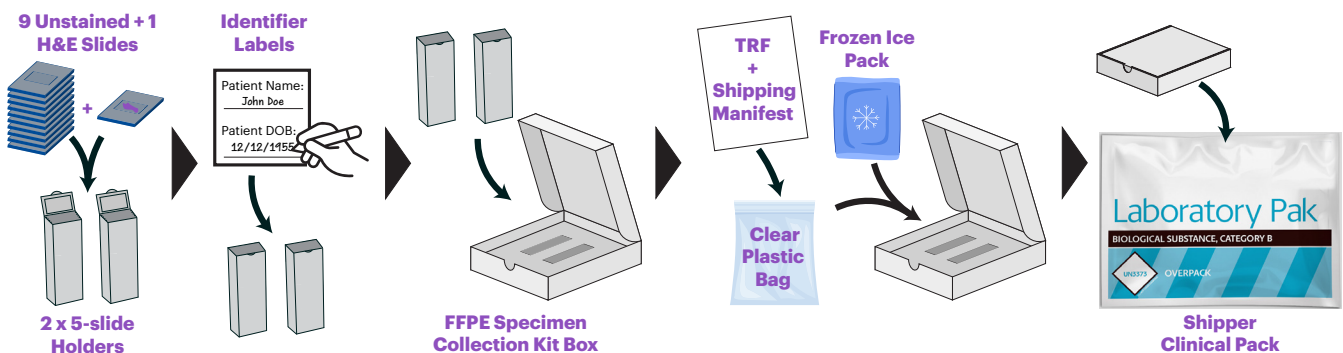 9 Unstained + 1
H&E Slides
+
2 x 5-slide
Holders
Identifier
Labels
Patient Name:
John Doe
Patient DOB:
12/12/1955
FFPE Specimen
Collection Kit Box
TRF
+
Shipping
Manifest
Frozen Ice
Pack
Clear
Plastic
Bag
Laboratory Pak
BIOLOGICAL SUBSTANCE, CATEGORY B
UN3373
OVERPACK
Shipper
Clinical Pack